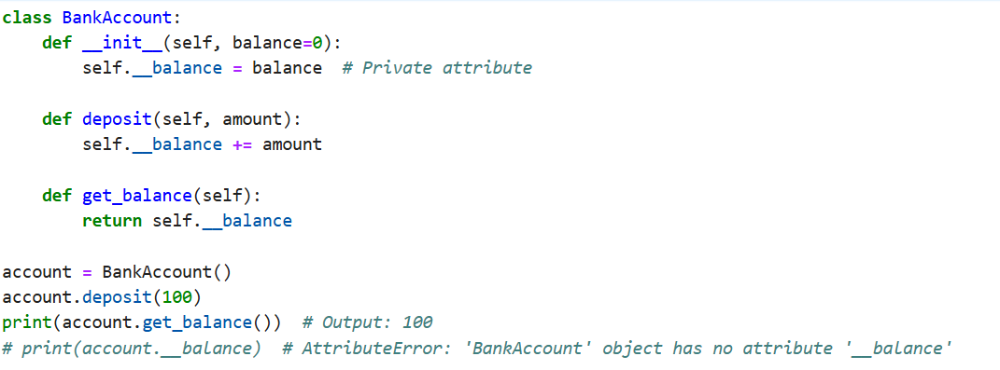 class BankAccount:
    def __init__(self, balance=0):
        self.__balance = balance  # Private attribute

    def deposit(self, amount):
        self.__balance += amount

    def get_balance(self):
        return self.__balance

account = BankAccount()
account.deposit(100)
print(account.get_balance())  # Output: 100
# print(account.__balance)  # AttributeError: 'BankAccount' object has no attribute '__balance'